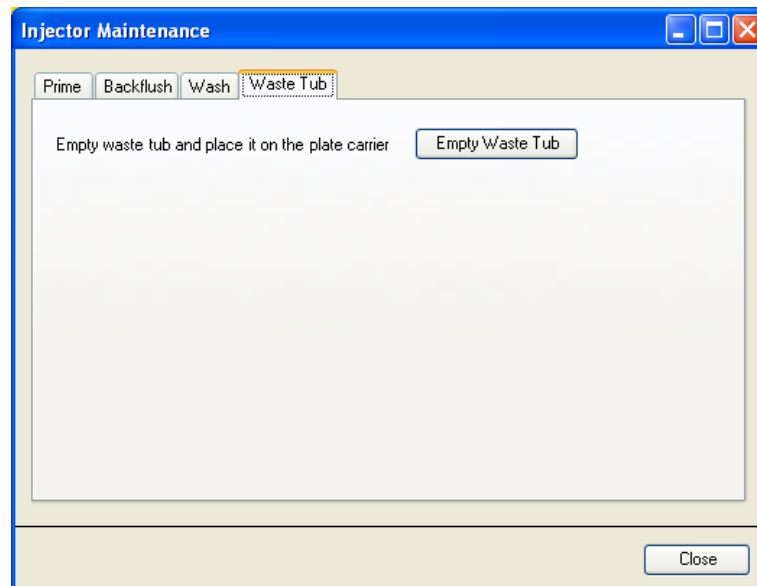 Injector Maintenance
Prime Backflush Wash Waste Tub
Empty waste tub and place it on the plate carrier Empty Waste Tub
Close